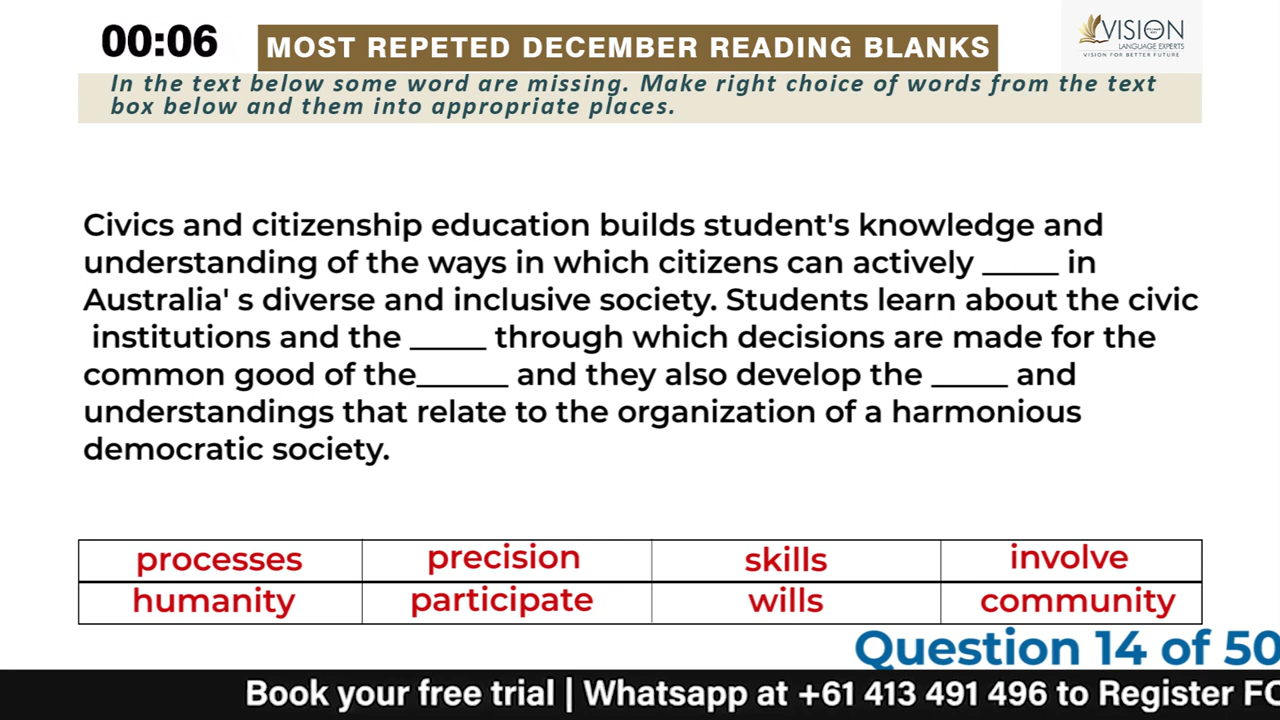 00:06
MOST REPETED DECEMBER READING BLANKS
VISION
LANGUAGE EXPERTS
VISION FOR BETTER FUTURE
In the text below some word are missing. Make right choice of words from the text
box below and them into appropriate places.
Civics and citizenship education builds student's knowledge and
understanding of the ways in which citizens can actively _____ in
Australia' s diverse and inclusive society. Students learn about the civic
institutions and the _____ through which decisions are made for the
common good of the______ and they also develop the _____ and
understandings that relate to the organization of a harmonious
democratic society.
processes precision skills involve
humanity participate wills community
Question 14 of 50
Book your free trial | Whatsapp at +61 413 491 496 to Register